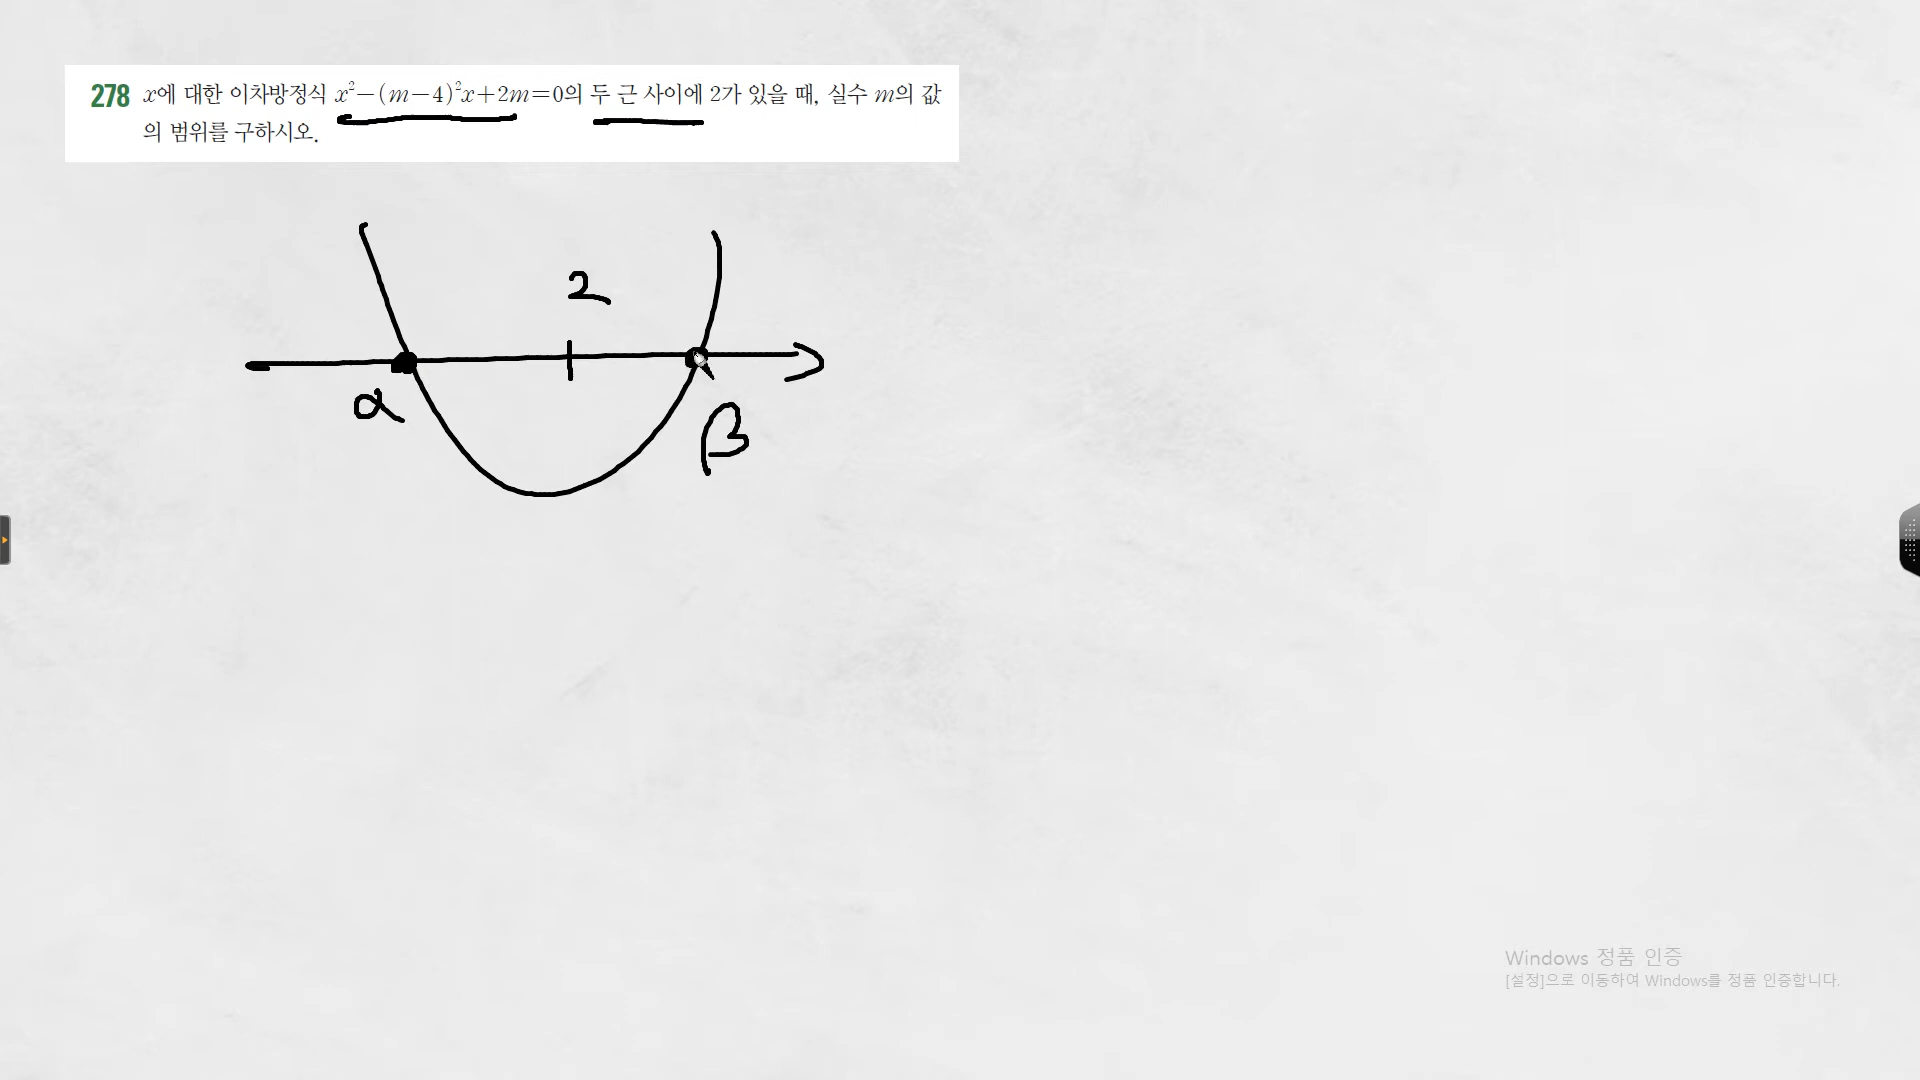 278 x에 대한 이차방정식 x²-(m-4)²x+2m=0의 두 근 사이에 2가 있을 때, 실수 m의 값
의 범위를 구하시오.
2
α
β
Windows 정품 인증
[설정]으로 이동하여 Windows를 정품 인증합니다.